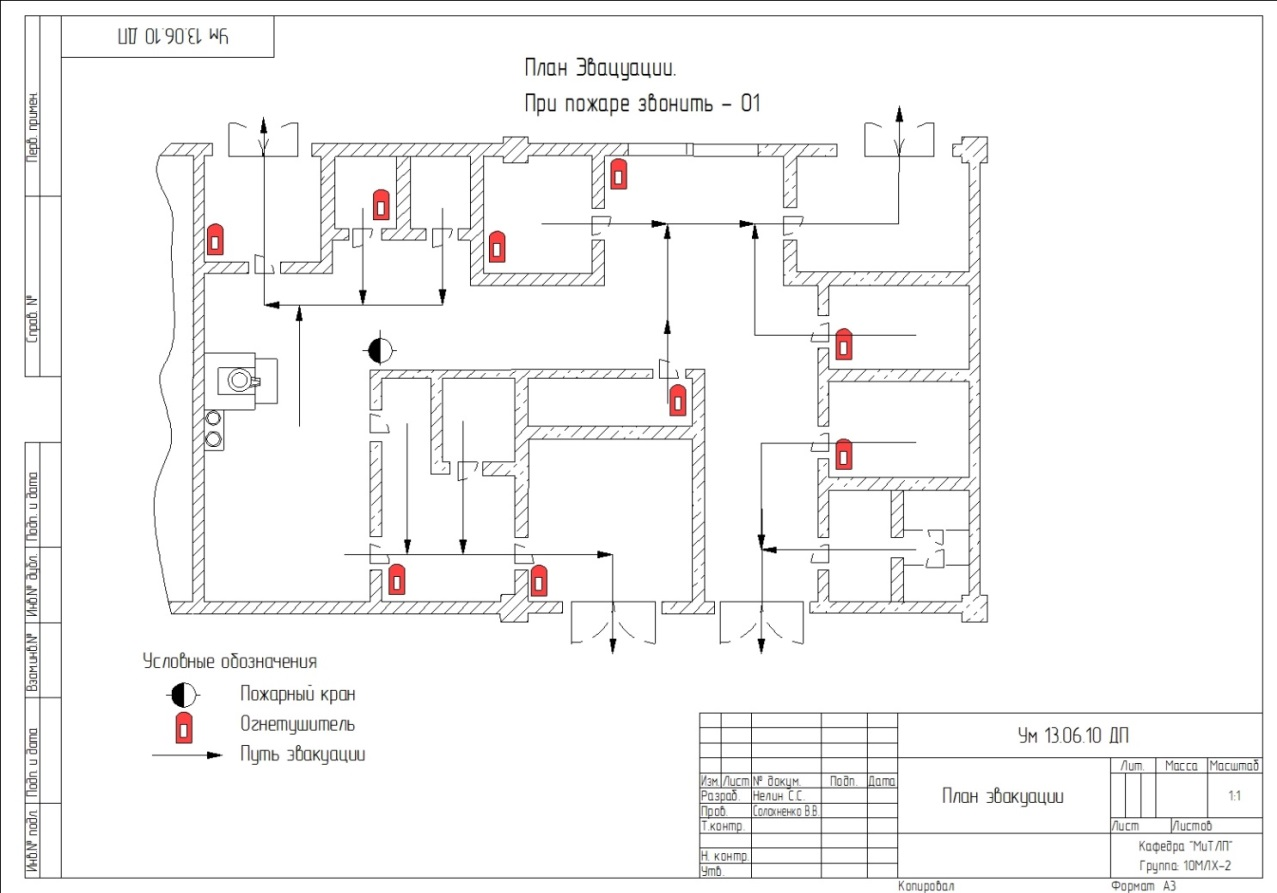 Ум 13.06.10 ДП
План Эвацуации.
При пожаре звонить – 01
Перв. примен.
Справ. №
Подп. и дата
Инв.№ дубл.
Взам.инв.№
Подп. и дата
Инв.№ подл.
Условные обозначения
Пожарный кран
Огнетушитель
Путь эвакуации
Ум 13.06.10 ДП
Изм. Лист № докум. Подп. Дата
Разраб. Нелин С.С.
Пров. Солохненко В.В.
Т.контр.
Н. контр.
Утв.
План эвакуации
Лит. Масса Масштаб
1:1
Лист Листов
Кафедра "МиТЛП"
Группа: 10МЛХ-2
Копировал Формат А3